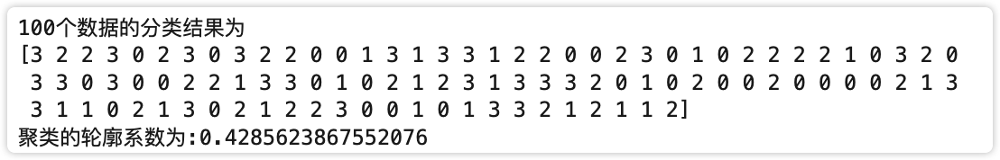 100个数据的分类结果为
[3 2 2 3 0 2 3 0 3 2 2 0 0 1 3 1 3 3 1 2 2 0 0 2 3 0 1 0 2 2 2 2 1 0 3 2 0
3 3 0 3 0 0 2 2 1 3 3 0 1 0 2 1 2 3 1 3 3 3 2 0 1 0 2 0 0 2 0 0 0 0 2 1 3
3 1 1 0 2 1 3 0 2 1 2 2 3 0 0 1 0 1 3 3 2 1 2 1 1 2]
聚类的轮廓系数为:0.4285623867552076